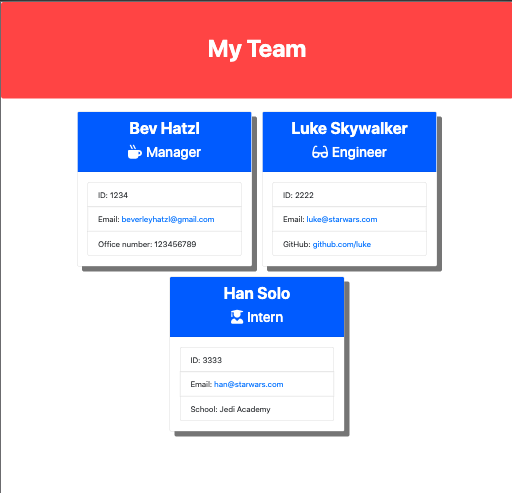 My Team
Bev Hatzl
Manager
ID: 1234
Email: beverleyhatzl@gmail.com
Office number: 123456789
Luke Skywalker
Engineer
ID: 2222
Email: luke@starwars.com
GitHub: github.com/luke
Han Solo
Intern
ID: 3333
Email: han@starwars.com
School: Jedi Academy